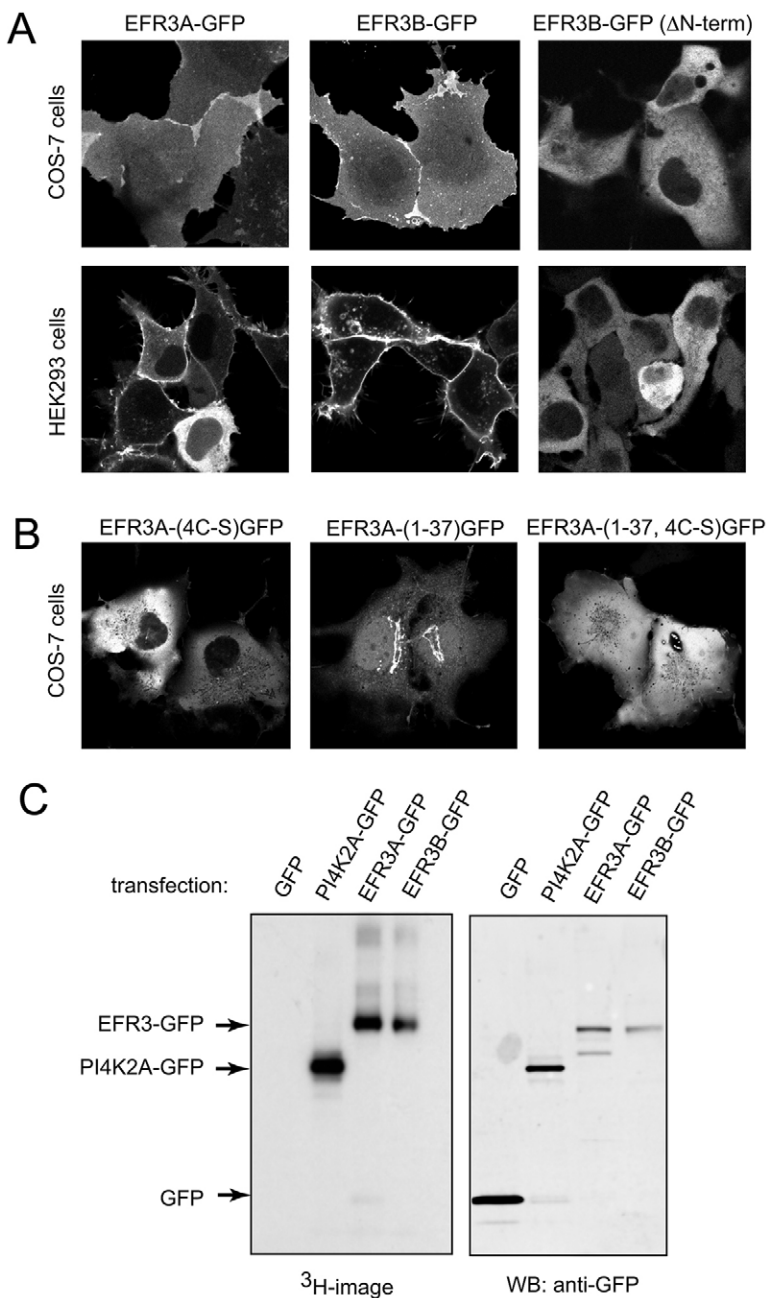 A
EFR3A-GFP EFR3B-GFP EFR3B-GFP (ΔN-term)
COS-7 cells
HEK293 cells
B
EFR3A-(4C-S)GFP EFR3A-(1-37)GFP EFR3A-(1-37, 4C-S)GFP
COS-7 cells
C
transfection: GFP PI4K2A-GFP EFR3A-GFP EFR3B-GFP GFP PI4K2A-GFP EFR3A-GFP EFR3B-GFP
EFR3-GFP
PI4K2A-GFP
GFP
³H-image WB: anti-GFP